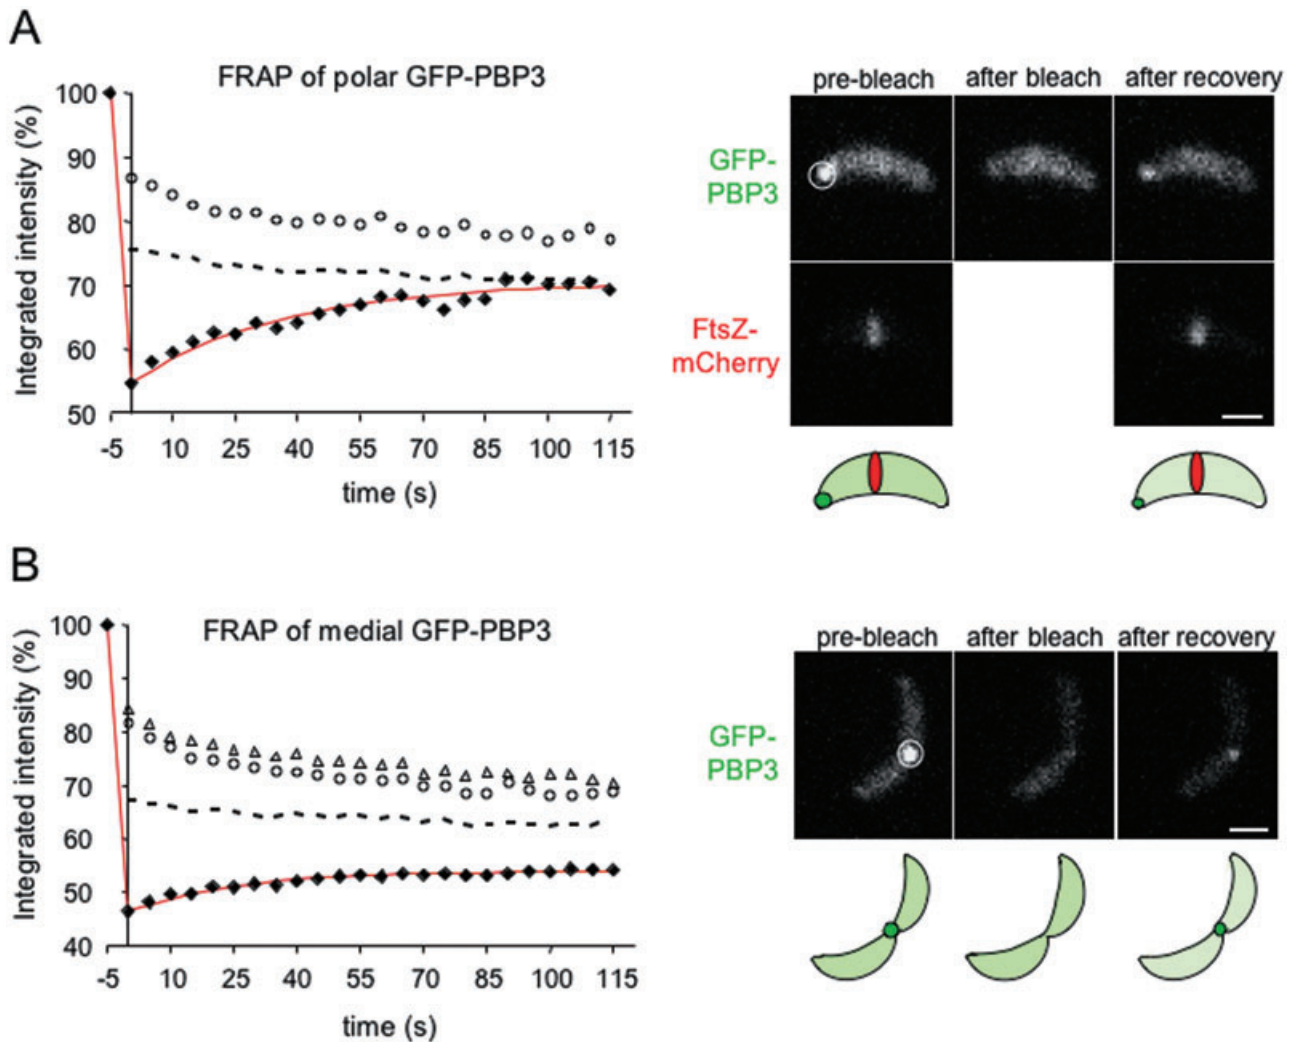 A
FRAP of polar GFP-PBP3
Integrated intensity (%)
100
90
80
70
60
50
-5 10 25 40 55 70 85 100 115
time (s)
pre-bleach after bleach after recovery
GFP-
PBP3
FtsZ-
mCherry
B
FRAP of medial GFP-PBP3
Integrated intensity (%)
100
90
80
70
60
50
40
-5 10 25 40 55 70 85 100 115
time (s)
pre-bleach after bleach after recovery
GFP-
PBP3